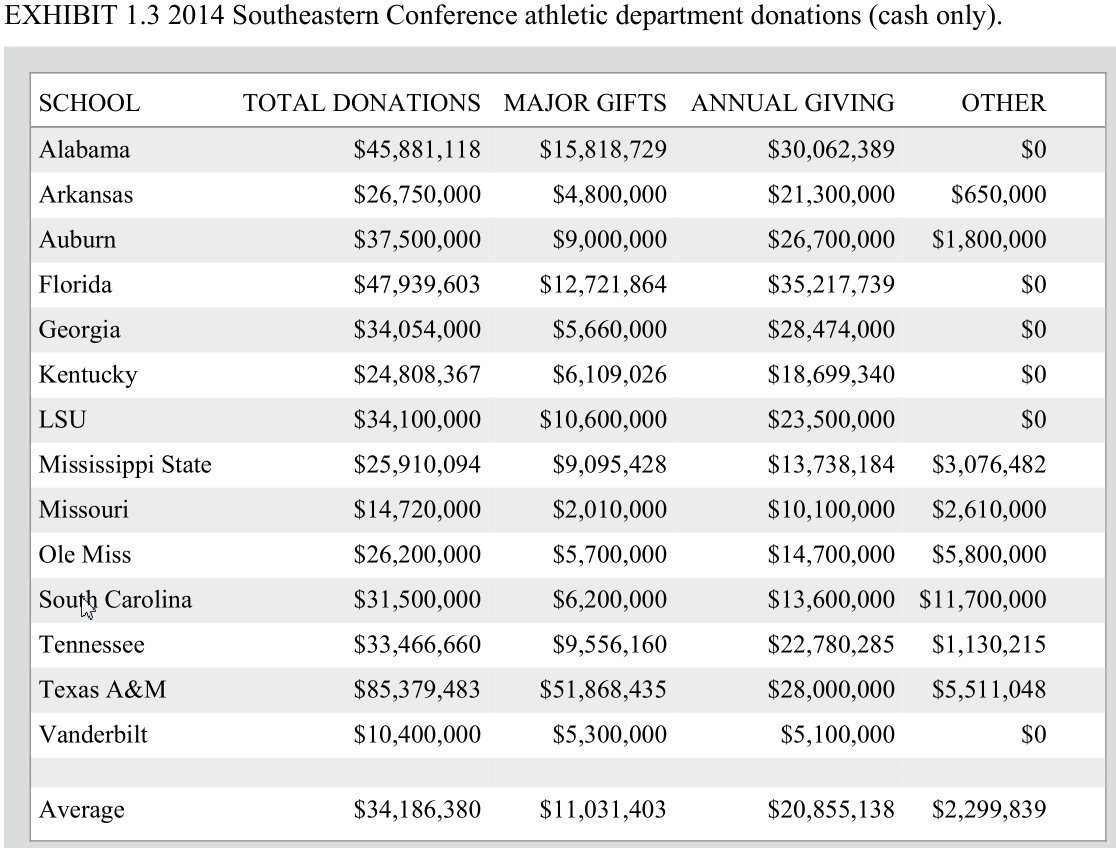 EXHIBIT 1.3 2014 Southeastern Conference athletic department donations (cash only).
SCHOOL TOTAL DONATIONS MAJOR GIFTS ANNUAL GIVING OTHER
Alabama $45,881,118 $15,818,729 $30,062,389 $0
Arkansas $26,750,000 $4,800,000 $21,300,000 $650,000
Auburn $37,500,000 $9,000,000 $26,700,000 $1,800,000
Florida $47,939,603 $12,721,864 $35,217,739 $0
Georgia $34,054,000 $5,660,000 $28,474,000 $0
Kentucky $24,808,367 $6,109,026 $18,699,340 $0
LSU $34,100,000 $10,600,000 $23,500,000 $0
Mississippi State $25,910,094 $9,095,428 $13,738,184 $3,076,482
Missouri $14,720,000 $2,010,000 $10,100,000 $2,610,000
Ole Miss $26,200,000 $5,700,000 $14,700,000 $5,800,000
South Carolina $31,500,000 $6,200,000 $13,600,000 $11,700,000
Tennessee $33,466,660 $9,556,160 $22,780,285 $1,130,215
Texas A&M $85,379,483 $51,868,435 $28,000,000 $5,511,048
Vanderbilt $10,400,000 $5,300,000 $5,100,000 $0
Average $34,186,380 $11,031,403 $20,855,138 $2,299,839